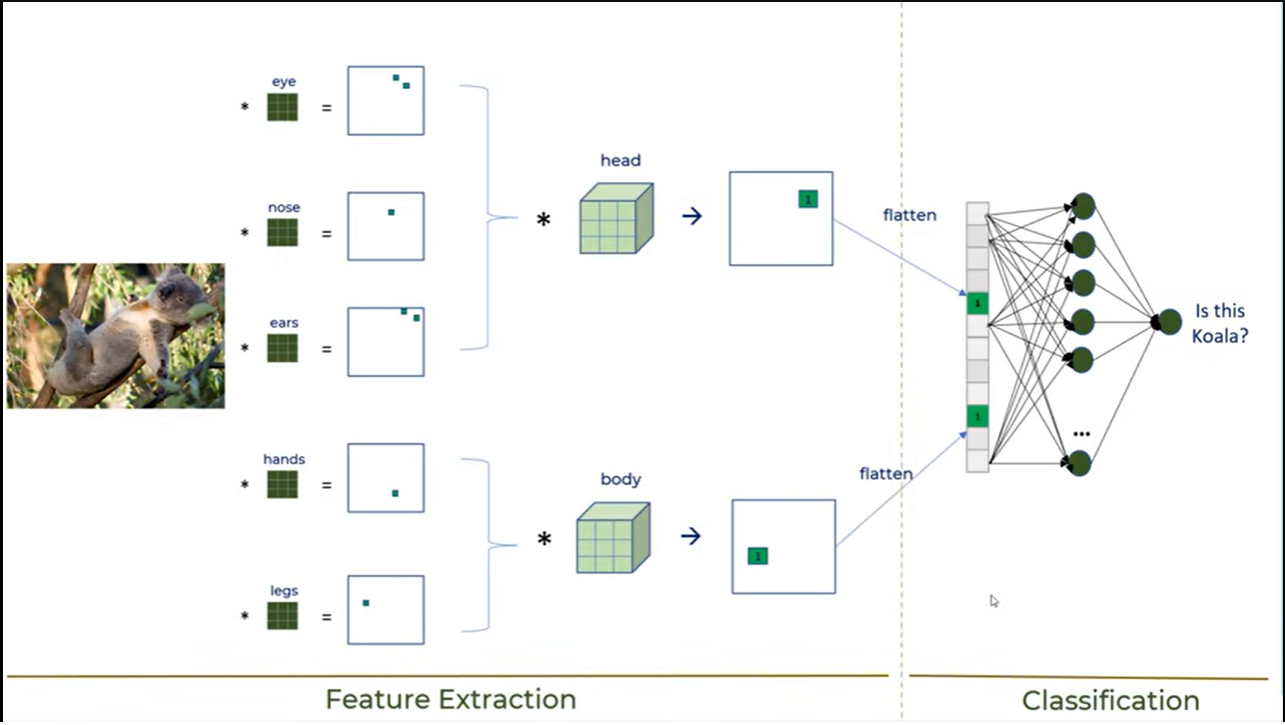 eye
* =
nose
* =
ears
* =
hands
* =
legs
* =
head
* →
1
body
* →
1
flatten
flatten
1
1
...
Is this
Koala?
Feature Extraction
Classification